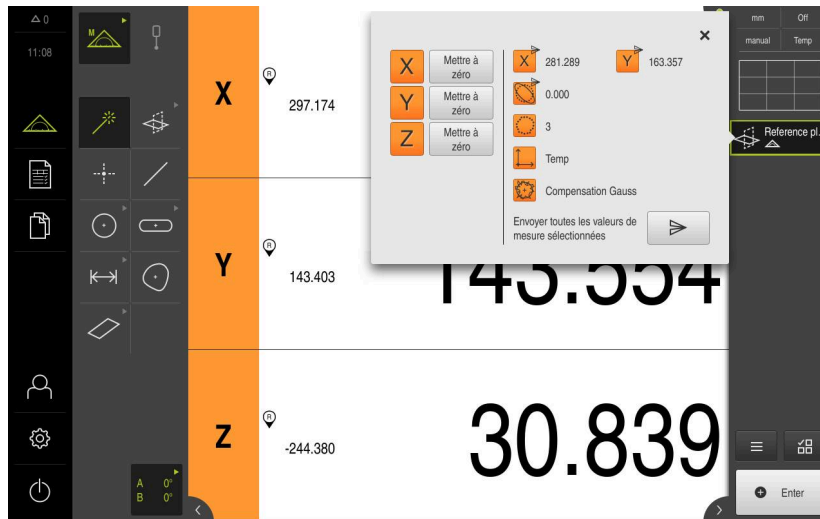 0
11:08
M
A 0°
B 0°
X
R
297.174
Y
R
143.403
143.554
Z
R
-244.380
30.839
X Mettre à
zéro
Y Mettre à
zéro
Z Mettre à
zéro
X 281.289 Y 163.357
0.000
3
Temp
Compensation Gauss
Envoyer toutes les valeurs de
mesure sélectionnées
mm Off
manual Temp
Reference pl.
Enter